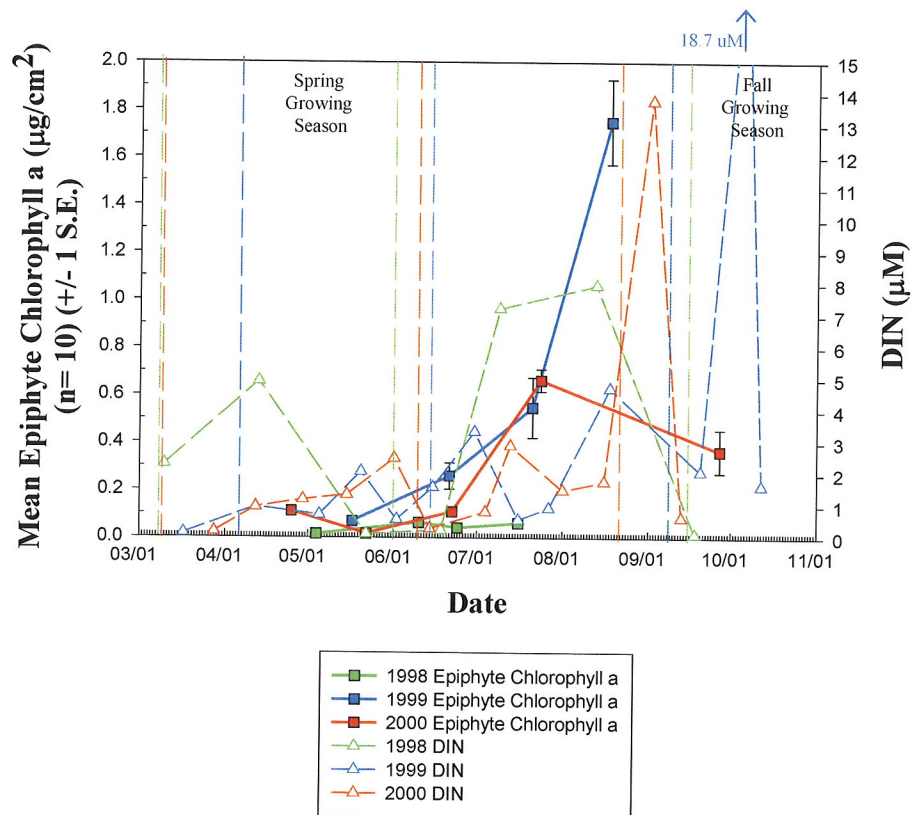 18.7 uM
Mean Epiphyte Chlorophyll a (µg/cm²)
(n= 10) (+/- 1 S.E.)
2.0
1.8
1.6
1.4
1.2
1.0
0.8
0.6
0.4
0.2
0.0
Spring
Growing
Season
Fall
Growing
Season
15
14
13
12
11
10
9
8
7
6
5
4
3
2
1
0
DIN (µM)
03/01 04/01 05/01 06/01 07/01 08/01 09/01 10/01 11/01
Date
1998 Epiphyte Chlorophyll a
1999 Epiphyte Chlorophyll a
2000 Epiphyte Chlorophyll a
1998 DIN
1999 DIN
2000 DIN